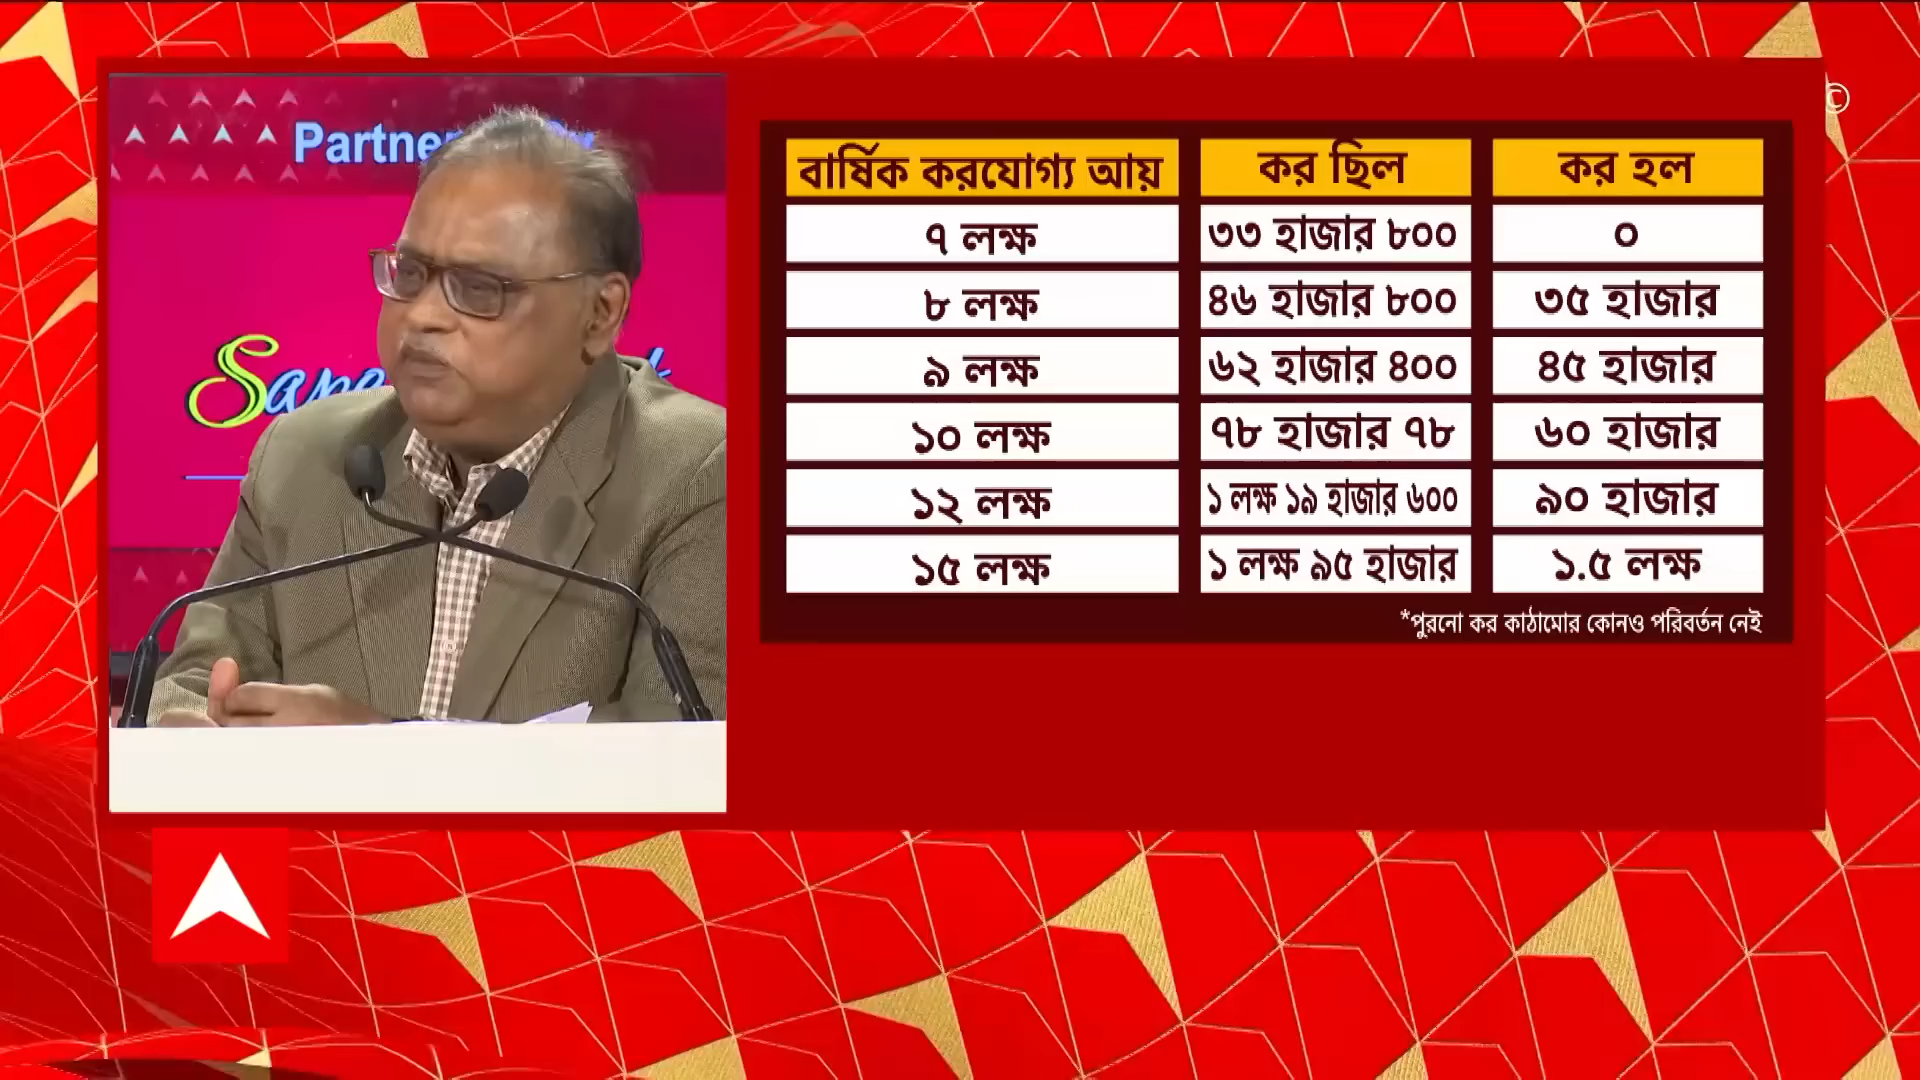 ©
বার্ষিক করযোগ্য আয় কর ছিল কর হল
৭ লক্ষ ৩৩ হাজার ৮০০ ০
৮ লক্ষ ৪৬ হাজার ৮০০ ৩৫ হাজার
৯ লক্ষ ৬২ হাজার ৪০০ ৪৫ হাজার
১০ লক্ষ ৭৮ হাজার ৭৮ ৬০ হাজার
১২ লক্ষ ১ লক্ষ ১৯ হাজার ৬০০ ৯০ হাজার
১৫ লক্ষ ১ লক্ষ ৯৫ হাজার ১.৫ লক্ষ
*পুরনো কর কাঠামোর কোনও পরিবর্তন নেই